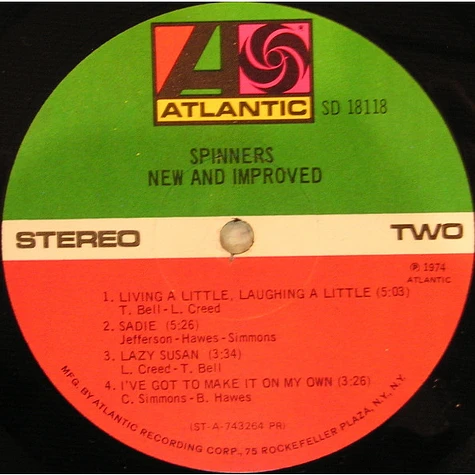 ATLANTIC
SD 18118
SPINNERS
NEW AND IMPROVED
STEREO
TWO
℗ 1974
ATLANTIC
1. LIVING A LITTLE, LAUGHING A LITTLE (5:03)
T. Bell-L. Creed
2. SADIE (5:26)
Jefferson-Hawes-Simmons
3. LAZY SUSAN (3:34)
L. Creed-T. Bell
4. I'VE GOT TO MAKE IT ON MY OWN (3:26)
C. Simmons-B. Hawes
(ST-A-743264 PR)
MFG. BY ATLANTIC RECORDING CORP., 75 ROCKEFELLER PLAZA, N.Y., N.Y.